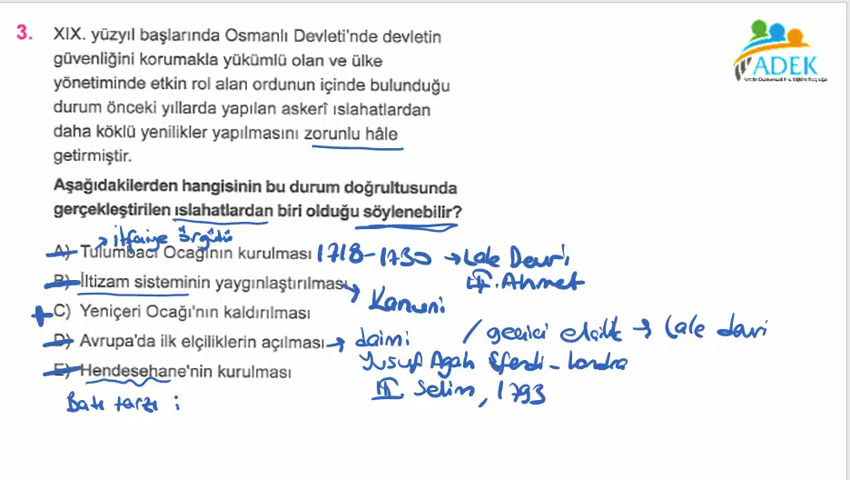 3. XIX. yüzyıl başlarında Osmanlı Devleti'nde devletin
güvenliğini korumakla yükümlü olan ve ülke
yönetiminde etkin rol alan ordunun içinde bulunduğu
durum önceki yıllarda yapılan askerî ıslahatlardan
daha köklü yenilikler yapılmasını zorunlu hâle
getirmiştir.
ADEK
Aşağıdakilerden hangisinin bu durum doğrultusunda
gerçekleştirilen ıslahatlardan biri olduğu söylenebilir?
itfaiye örgütü
A) Tulumbacı Ocağının kurulması 1718-1730 → Lale Devri
III. Ahmet
B) İltizam sisteminin yaygınlaştırılması → Kanuni
C) Yeniçeri Ocağı'nın kaldırılması
D) Avrupa'da ilk elçiliklerin açılması → daimi / geçici elçilik → Lale devri
Yusuf Agah Efendi - Londra
E) Hendesehane'nin kurulması
III. Selim, 1793
Batı tarzı i